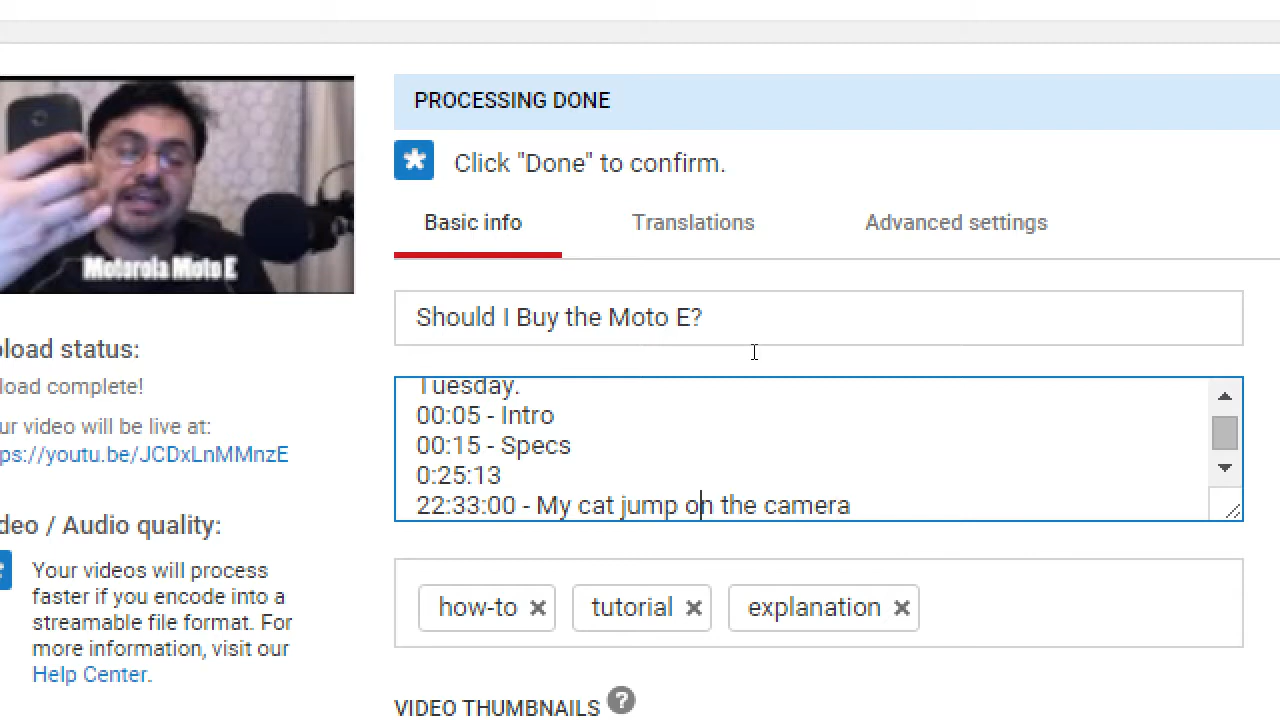 PROCESSING DONE
Click "Done" to confirm.
Basic info
Translations
Advanced settings
Motorola Moto E
Should I Buy the Moto E?
Tuesday.
00:05 - Intro
00:15 - Specs
0:25:13
22:33:00 - My cat jump on the camera
pload status:
load complete!
ur video will be live at:
ps://youtu.be/JCDxLnMMnzE
deo / Audio quality:
Your videos will process
faster if you encode into a
streamable file format. For
more information, visit our
Help Center.
how-to
tutorial
explanation
VIDEO THUMBNAILS ?